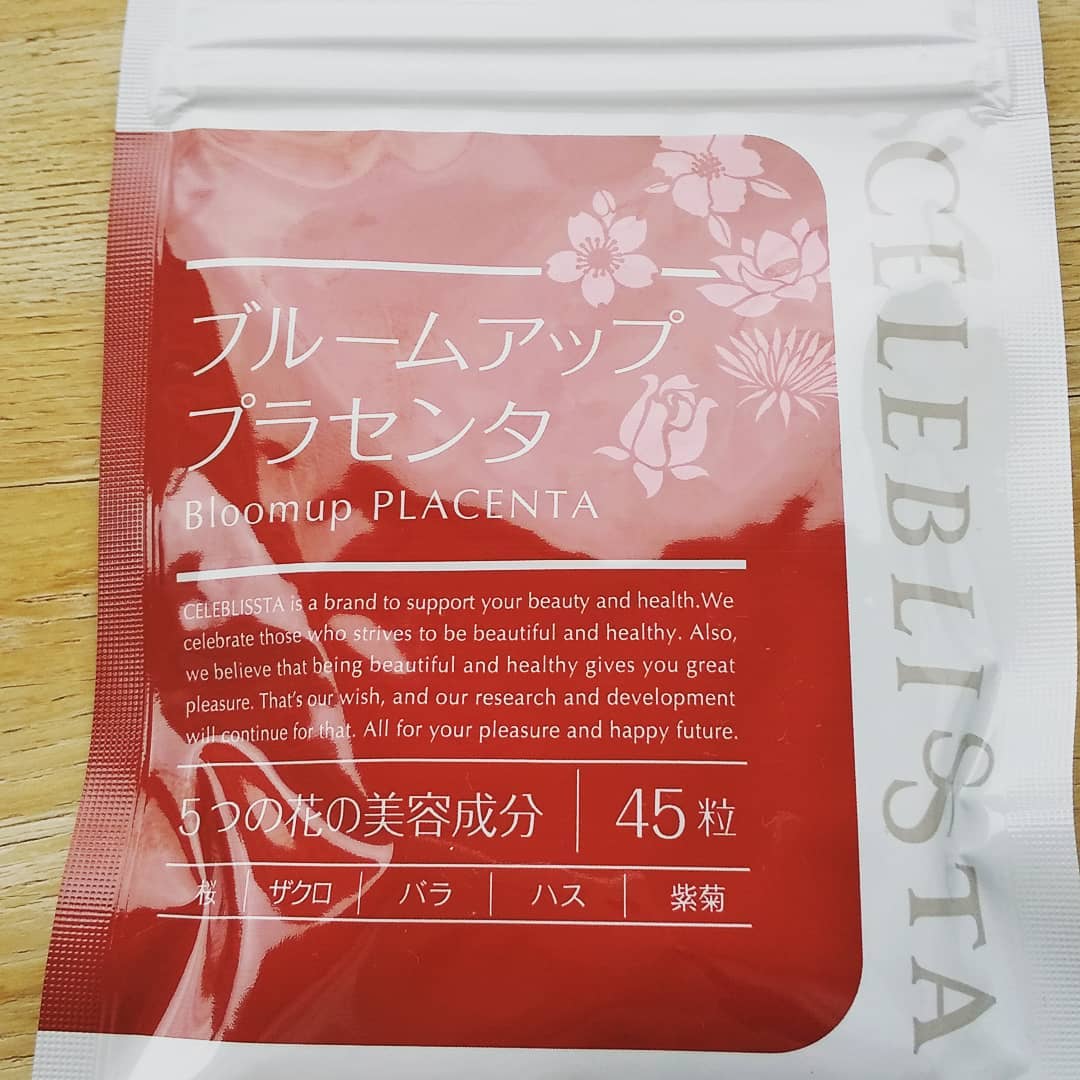 ブルームアップ
プラセンタ
Bloomup PLACENTA
CELEBLISSTA is a brand to support your beauty and health.We
celebrate those who strives to be beautiful and healthy. Also,
we believe that being beautiful and healthy gives you great
pleasure. That's our wish, and our research and development
will continue for that. All for your pleasure and happy future.
5つの花の美容成分 45粒
桜 ザクロ バラ ハス 紫菊
CELEBLISSTA